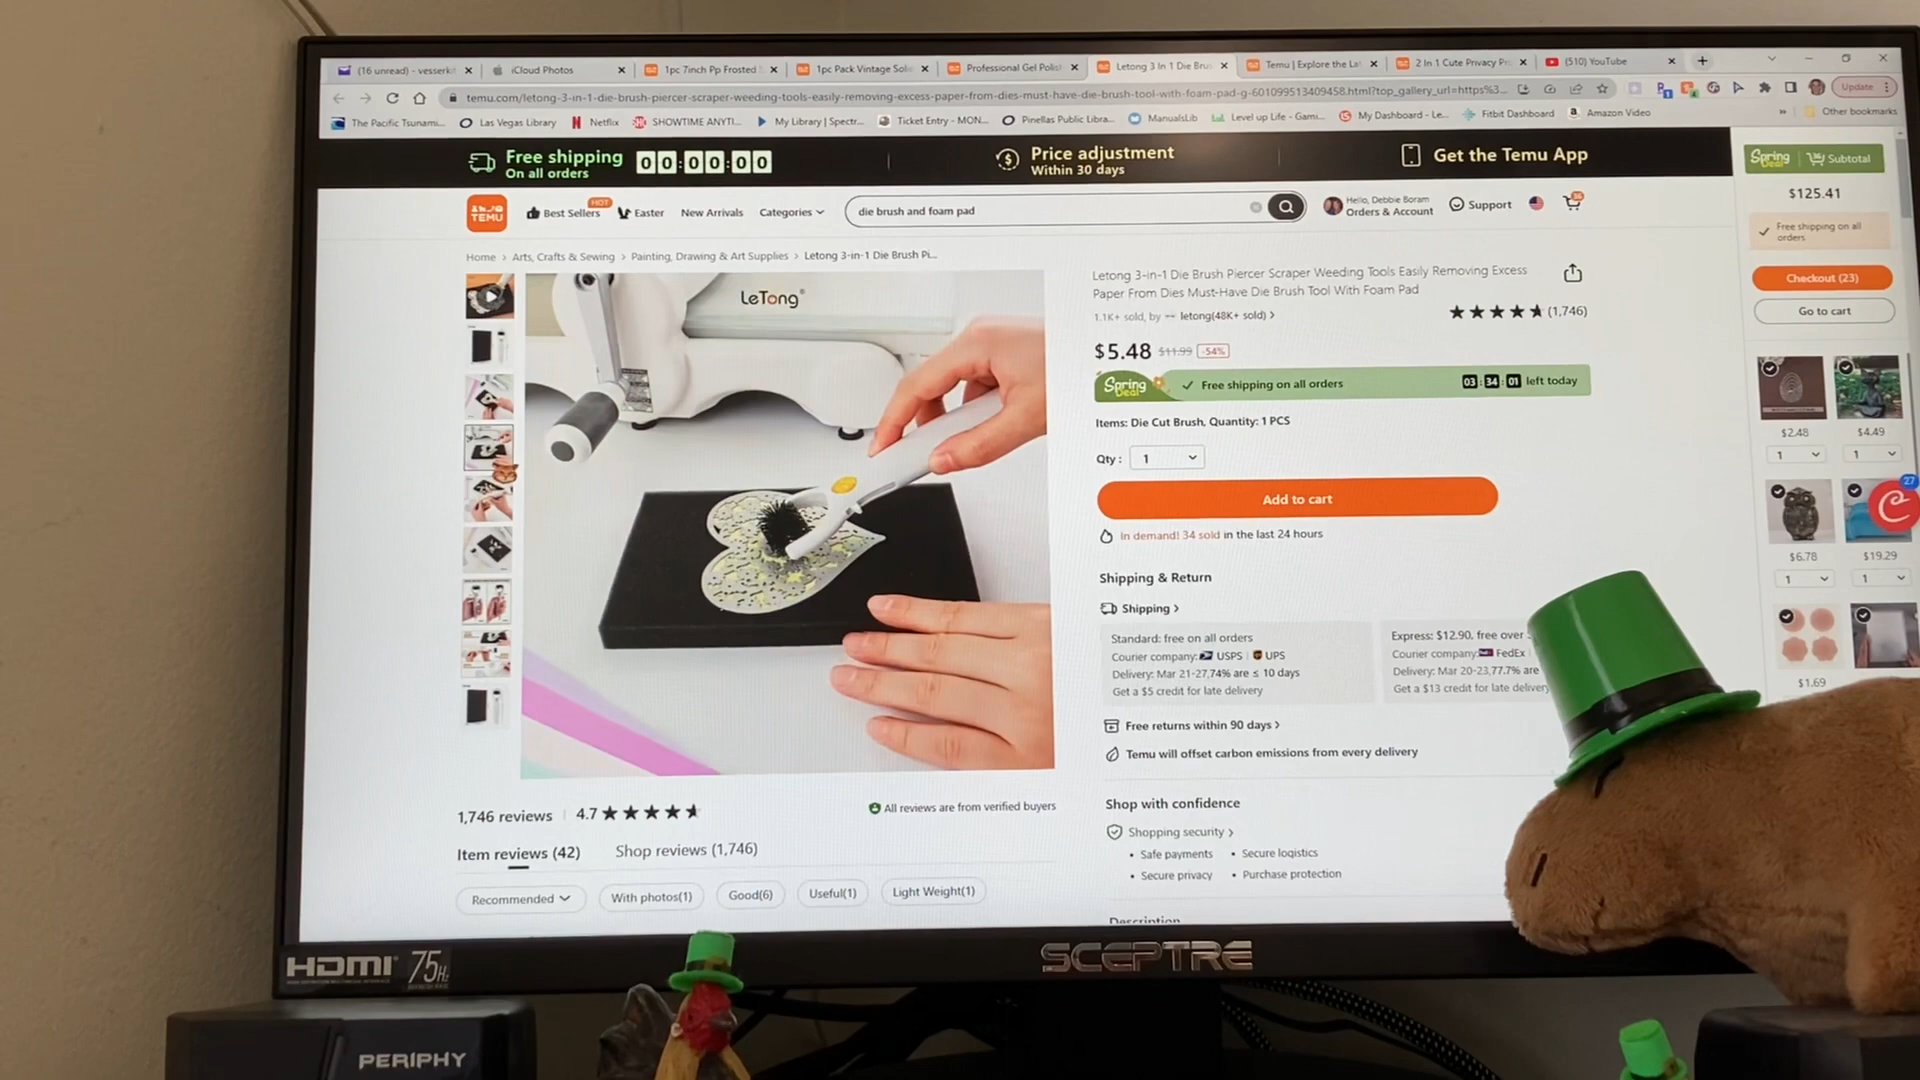 (16 unread) - vesserki
iCloud Photos
1pc 7inch Pp Frosted
1pc Pack Vintage Soli
Professional Gel Polis
Letong 3 In 1 Die Brus
Temu | Explore the La
2 In 1 Cute Privacy Pr
(510) YouTube
temu.com/letong-3-in-1-die-brush-piercer-scraper-weeding-tools-easily-removing-excess-paper-from-dies-must-have-die-brush-tool-with-foam-pad-g-601099513409458.html?top_gallery_url=https%3...
Update
The Pacific Tsunami...
Las Vegas Library
Netflix
SHOWTIME ANYTI...
My Library | Spectr...
Ticket Entry - MON...
Pinellas Public Libra...
ManualsLib
Level up Life - Gami...
My Dashboard - Le...
Fitbit Dashboard
Amazon Video
Other bookmarks
Free shipping
On all orders
00:00:00
Price adjustment
Within 30 days
Get the Temu App
TEMU
Best Sellers
HOT
Easter
New Arrivals
Categories
die brush and foam pad
Hello, Debbie Boram
Orders & Account
Support
Home > Arts, Crafts & Sewing > Painting, Drawing & Art Supplies > Letong 3-in-1 Die Brush Pi...
LeTong®
Letong 3-in-1 Die Brush Piercer Scraper Weeding Tools Easily Removing Excess
Paper From Dies Must-Have Die Brush Tool With Foam Pad
1.1K+ sold, by letong(48K+ sold) >
(1,746)
$5.48 $11.99 -54%
Spring Deal
Free shipping on all orders
03:34:01 left today
Items: Die Cut Brush, Quantity: 1 PCS
Qty : 1
Add to cart
In demand! 34 sold in the last 24 hours
Shipping & Return
Shipping >
Standard: free on all orders
Courier company: USPS UPS
Delivery: Mar 21-27,74% are ≤ 10 days
Get a $5 credit for late delivery
Express: $12.90, free over
Courier company: FedEx
Delivery: Mar 20-23,77.7% are
Get a $13 credit for late delivery
Free returns within 90 days >
Temu will offset carbon emissions from every delivery
Shop with confidence
Shopping security >
• Safe payments
• Secure logistics
• Secure privacy
• Purchase protection
Description
1,746 reviews
4.7
All reviews are from verified buyers
Item reviews (42)
Shop reviews (1,746)
Recommended
With photos(1)
Good(6)
Useful(1)
Light Weight(1)
Spring Deal
Subtotal
$125.41
Free shipping on all
orders
Checkout (23)
Go to cart
$2.48
$4.49
1
1
27
$6.78
$19.29
1
1
$1.69
HDMI 75Hz
SCEPTRE
PERIPHY